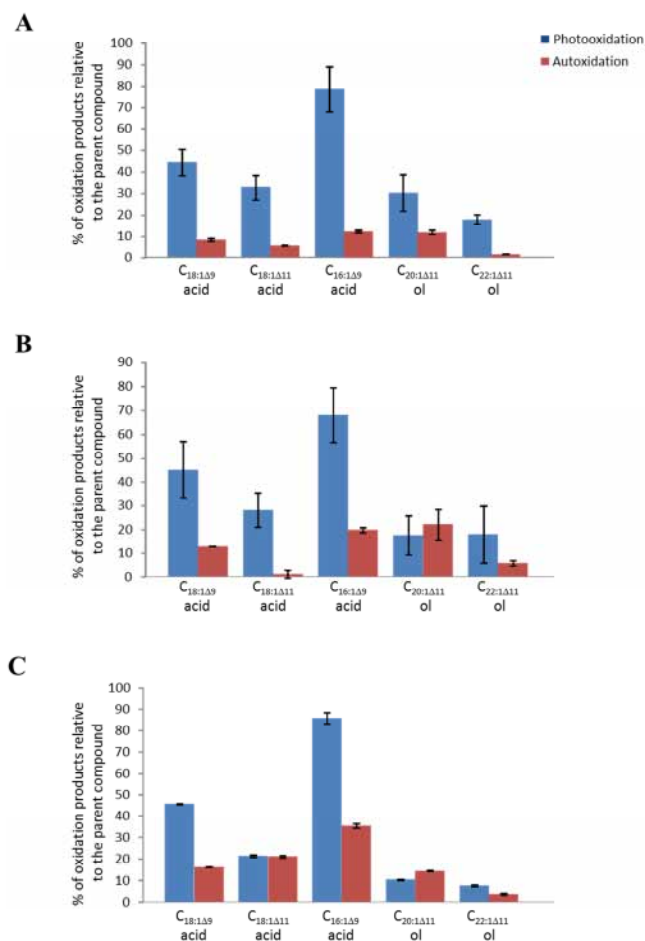 A
Photooxidation
Autoxidation
% of oxidation products relative
to the parent compound
100
90
80
70
60
50
40
30
20
10
0
C18:1Δ9 C18:1Δ11 C16:1Δ9 C20:1Δ11 C22:1Δ11
acid acid acid ol ol
B
% of oxidation products relative
to the parent compound
90
80
70
60
50
40
30
20
10
0
C18:1Δ9 C18:1Δ11 C16:1Δ9 C20:1Δ11 C22:1Δ11
acid acid acid ol ol
C
% of oxidation products relative
to the parent compound
100
90
80
70
60
50
40
30
20
10
0
C18:1Δ9 C18:1Δ11 C16:1Δ9 C20:1Δ11 C22:1Δ11
acid acid acid ol ol